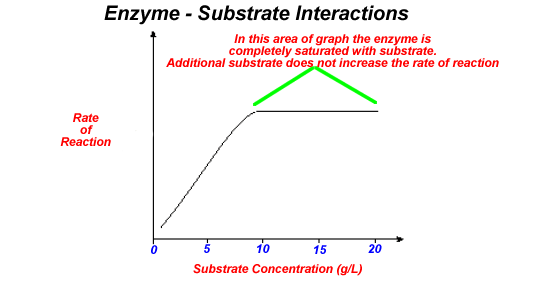 Enzyme - Substrate Interactions
In this area of graph the enzyme is
completely saturated with substrate.
Additional substrate does not increase the rate of reaction
Rate
of
Reaction
0 5 10 15 20
Substrate Concentration (g/L)